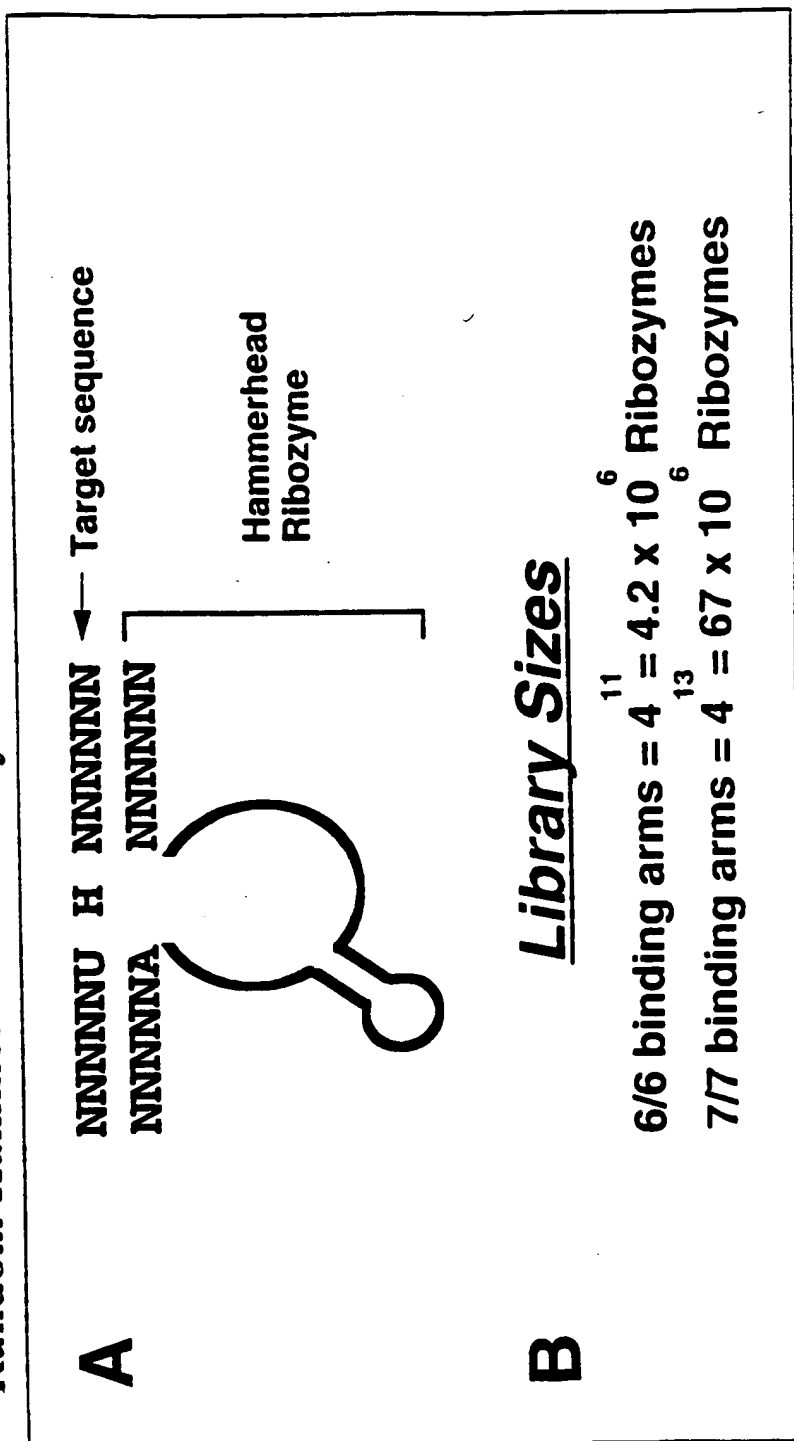 A
NNNNNU H NNNNNN
Target sequence
NNNNNA NNNNNN
Hammerhead
Ribozyme
B
Library Sizes
6/6 binding arms = 4^11 = 4.2 x 10^6 Ribozymes
7/7 binding arms = 4^13 = 67 x 10^6 Ribozymes